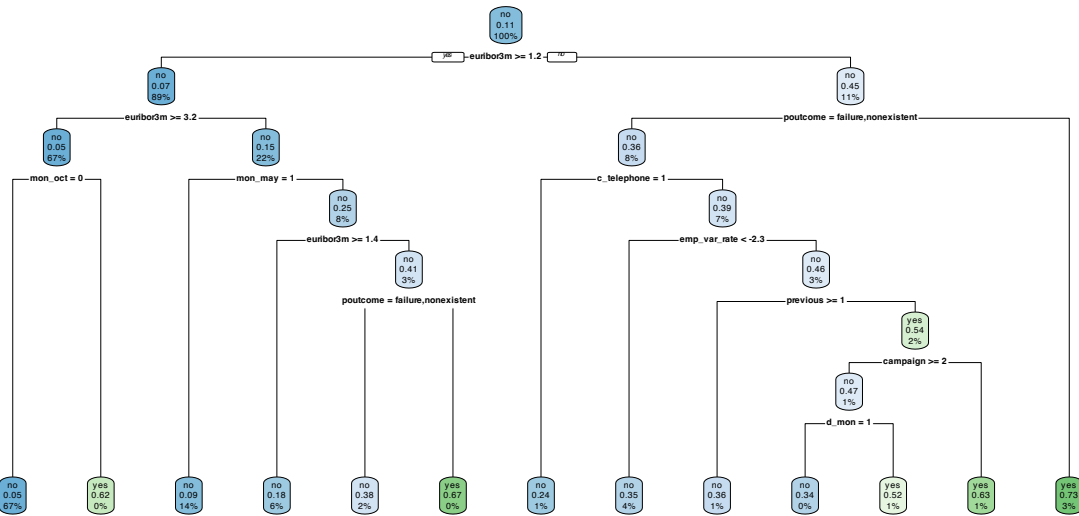 no
0.11
100%
yes
euribor3m >= 1.2
no
no
0.07
89%
no
0.45
11%
euribor3m >= 3.2
poutcome = failure,nonexistent
no
0.05
67%
no
0.15
22%
no
0.36
8%
mon_oct = 0
mon_may = 1
c_telephone = 1
no
0.25
8%
no
0.39
7%
euribor3m >= 1.4
emp_var_rate < -2.3
no
0.41
3%
no
0.46
3%
poutcome = failure,nonexistent
previous >= 1
yes
0.54
2%
campaign >= 2
no
0.47
1%
d_mon = 1
no
0.05
67%
yes
0.62
0%
no
0.09
14%
no
0.18
6%
no
0.38
2%
yes
0.67
0%
no
0.24
1%
no
0.35
4%
no
0.36
1%
no
0.34
0%
yes
0.52
1%
yes
0.63
1%
yes
0.73
3%